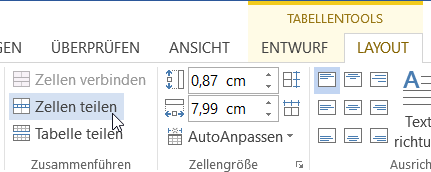 TABELLENTOOLS
GEN ÜBERPRÜFEN ANSICHT ENTWURF LAYOUT
Zellen verbinden
Zellen teilen
Tabelle teilen
Zusammenführen
0,87 cm
7,99 cm
AutoAnpassen
Zellengröße
A
Text
richtun
Ausrich